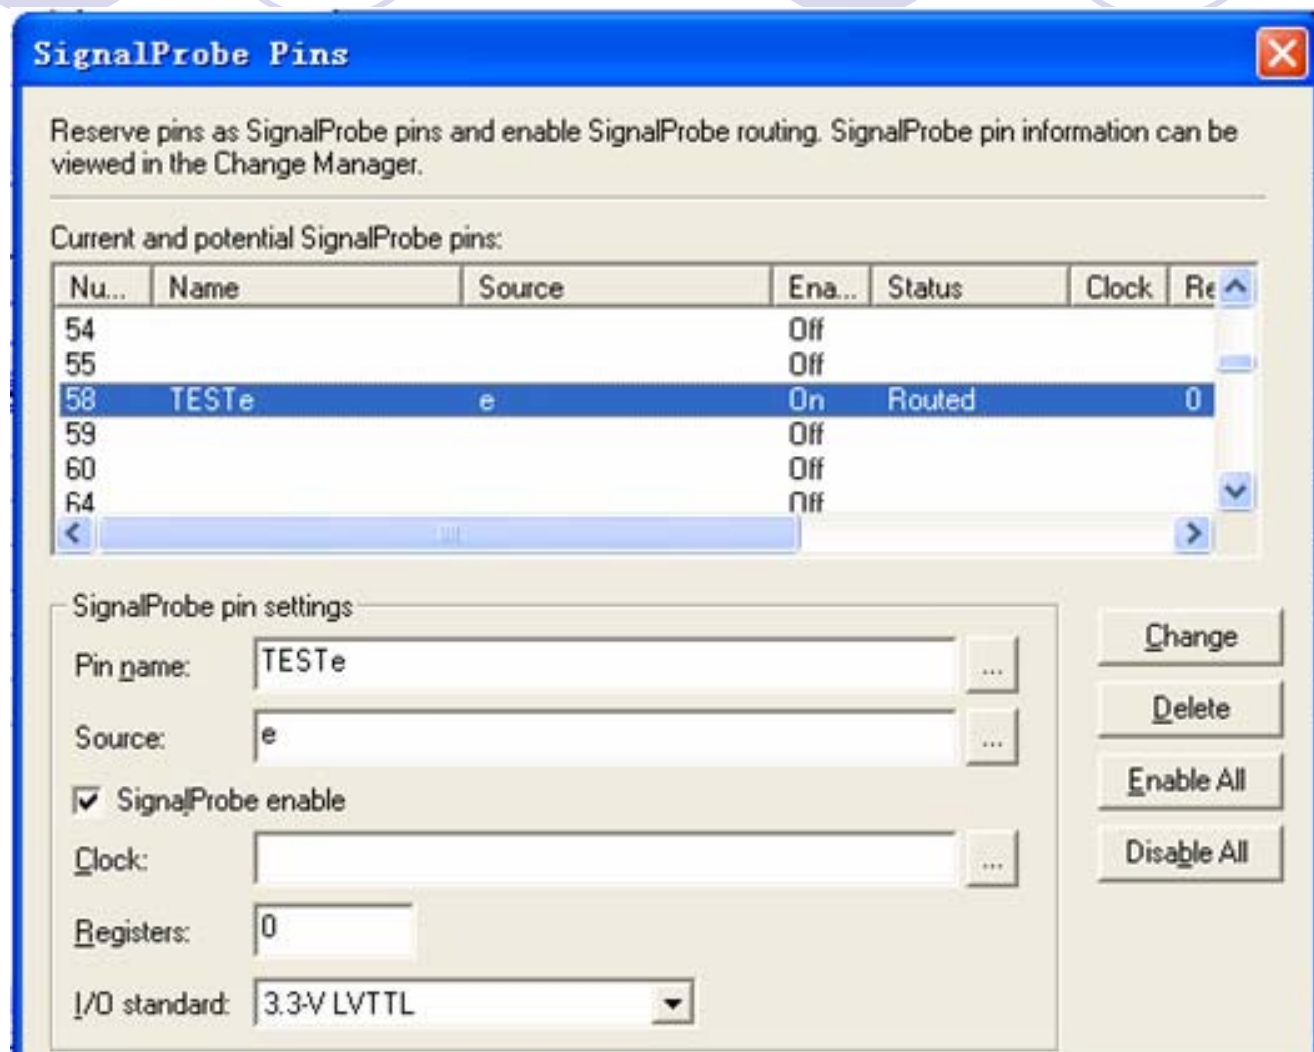 SignalProbe Pins
Reserve pins as SignalProbe pins and enable SignalProbe routing. SignalProbe pin information can be
viewed in the Change Manager.
Current and potential SignalProbe pins:
Nu... Name Source Ena... Status Clock Re
54 Off
55 Off
58 TESTe e On Routed 0
59 Off
60 Off
64 Off
SignalProbe pin settings
Pin name: TESTe ...
Change
Source: e ...
Delete
SignalProbe enable
Enable All
Clock: ...
Disable All
Registers: 0
I/O standard: 3.3-V LVTTL